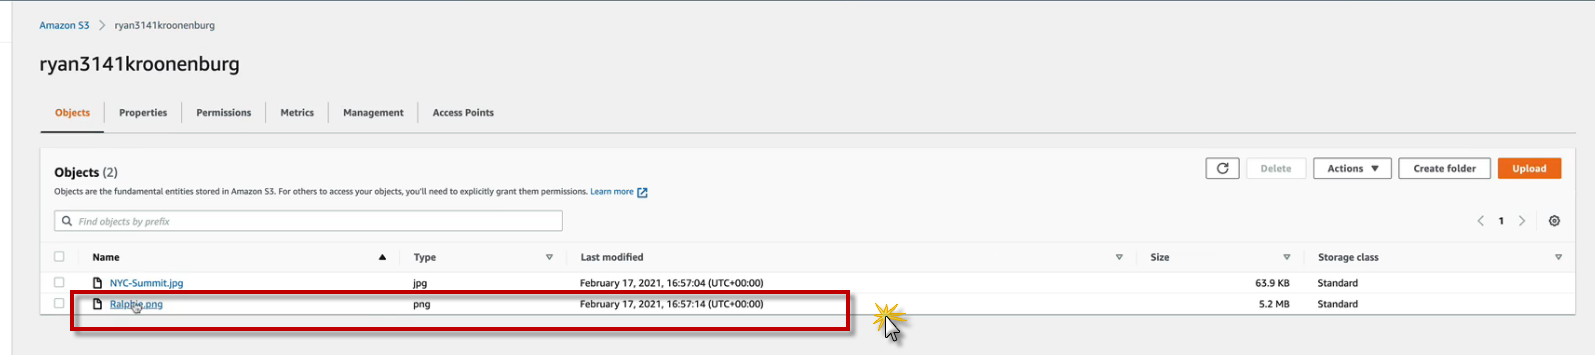 Amazon S3 > ryan3141kroonenburg
ryan3141kroonenburg
Objects Properties Permissions Metrics Management Access Points
Objects (2)
Delete Actions Create folder Upload
Objects are the fundamental entities stored in Amazon S3. For others to access your objects, you'll need to explicitly grant them permissions. Learn more
Find objects by prefix
< 1 >
Name Type Last modified Size Storage class
NYC-Summit.jpg jpg February 17, 2021, 16:57:04 (UTC+00:00) 63.9 KB Standard
png February 17, 2021, 16:57:14 (UTC+00:00) 5.2 MB Standard